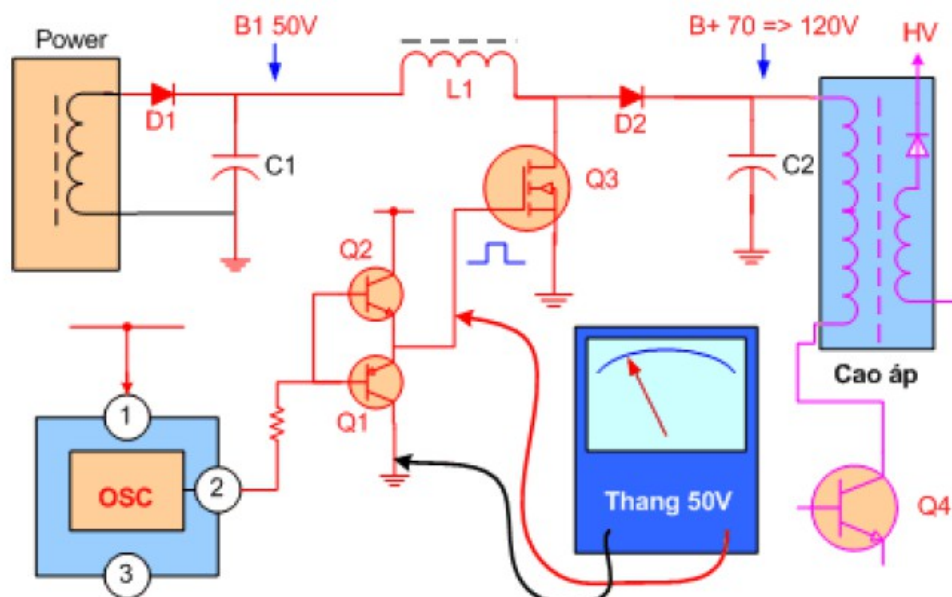 Power
B1 50V
B+ 70 => 120V
HV
D1
L1
D2
C1
Q3
C2
Q2
Cao áp
1
Q1
OSC
2
Thang 50V
Q4
3